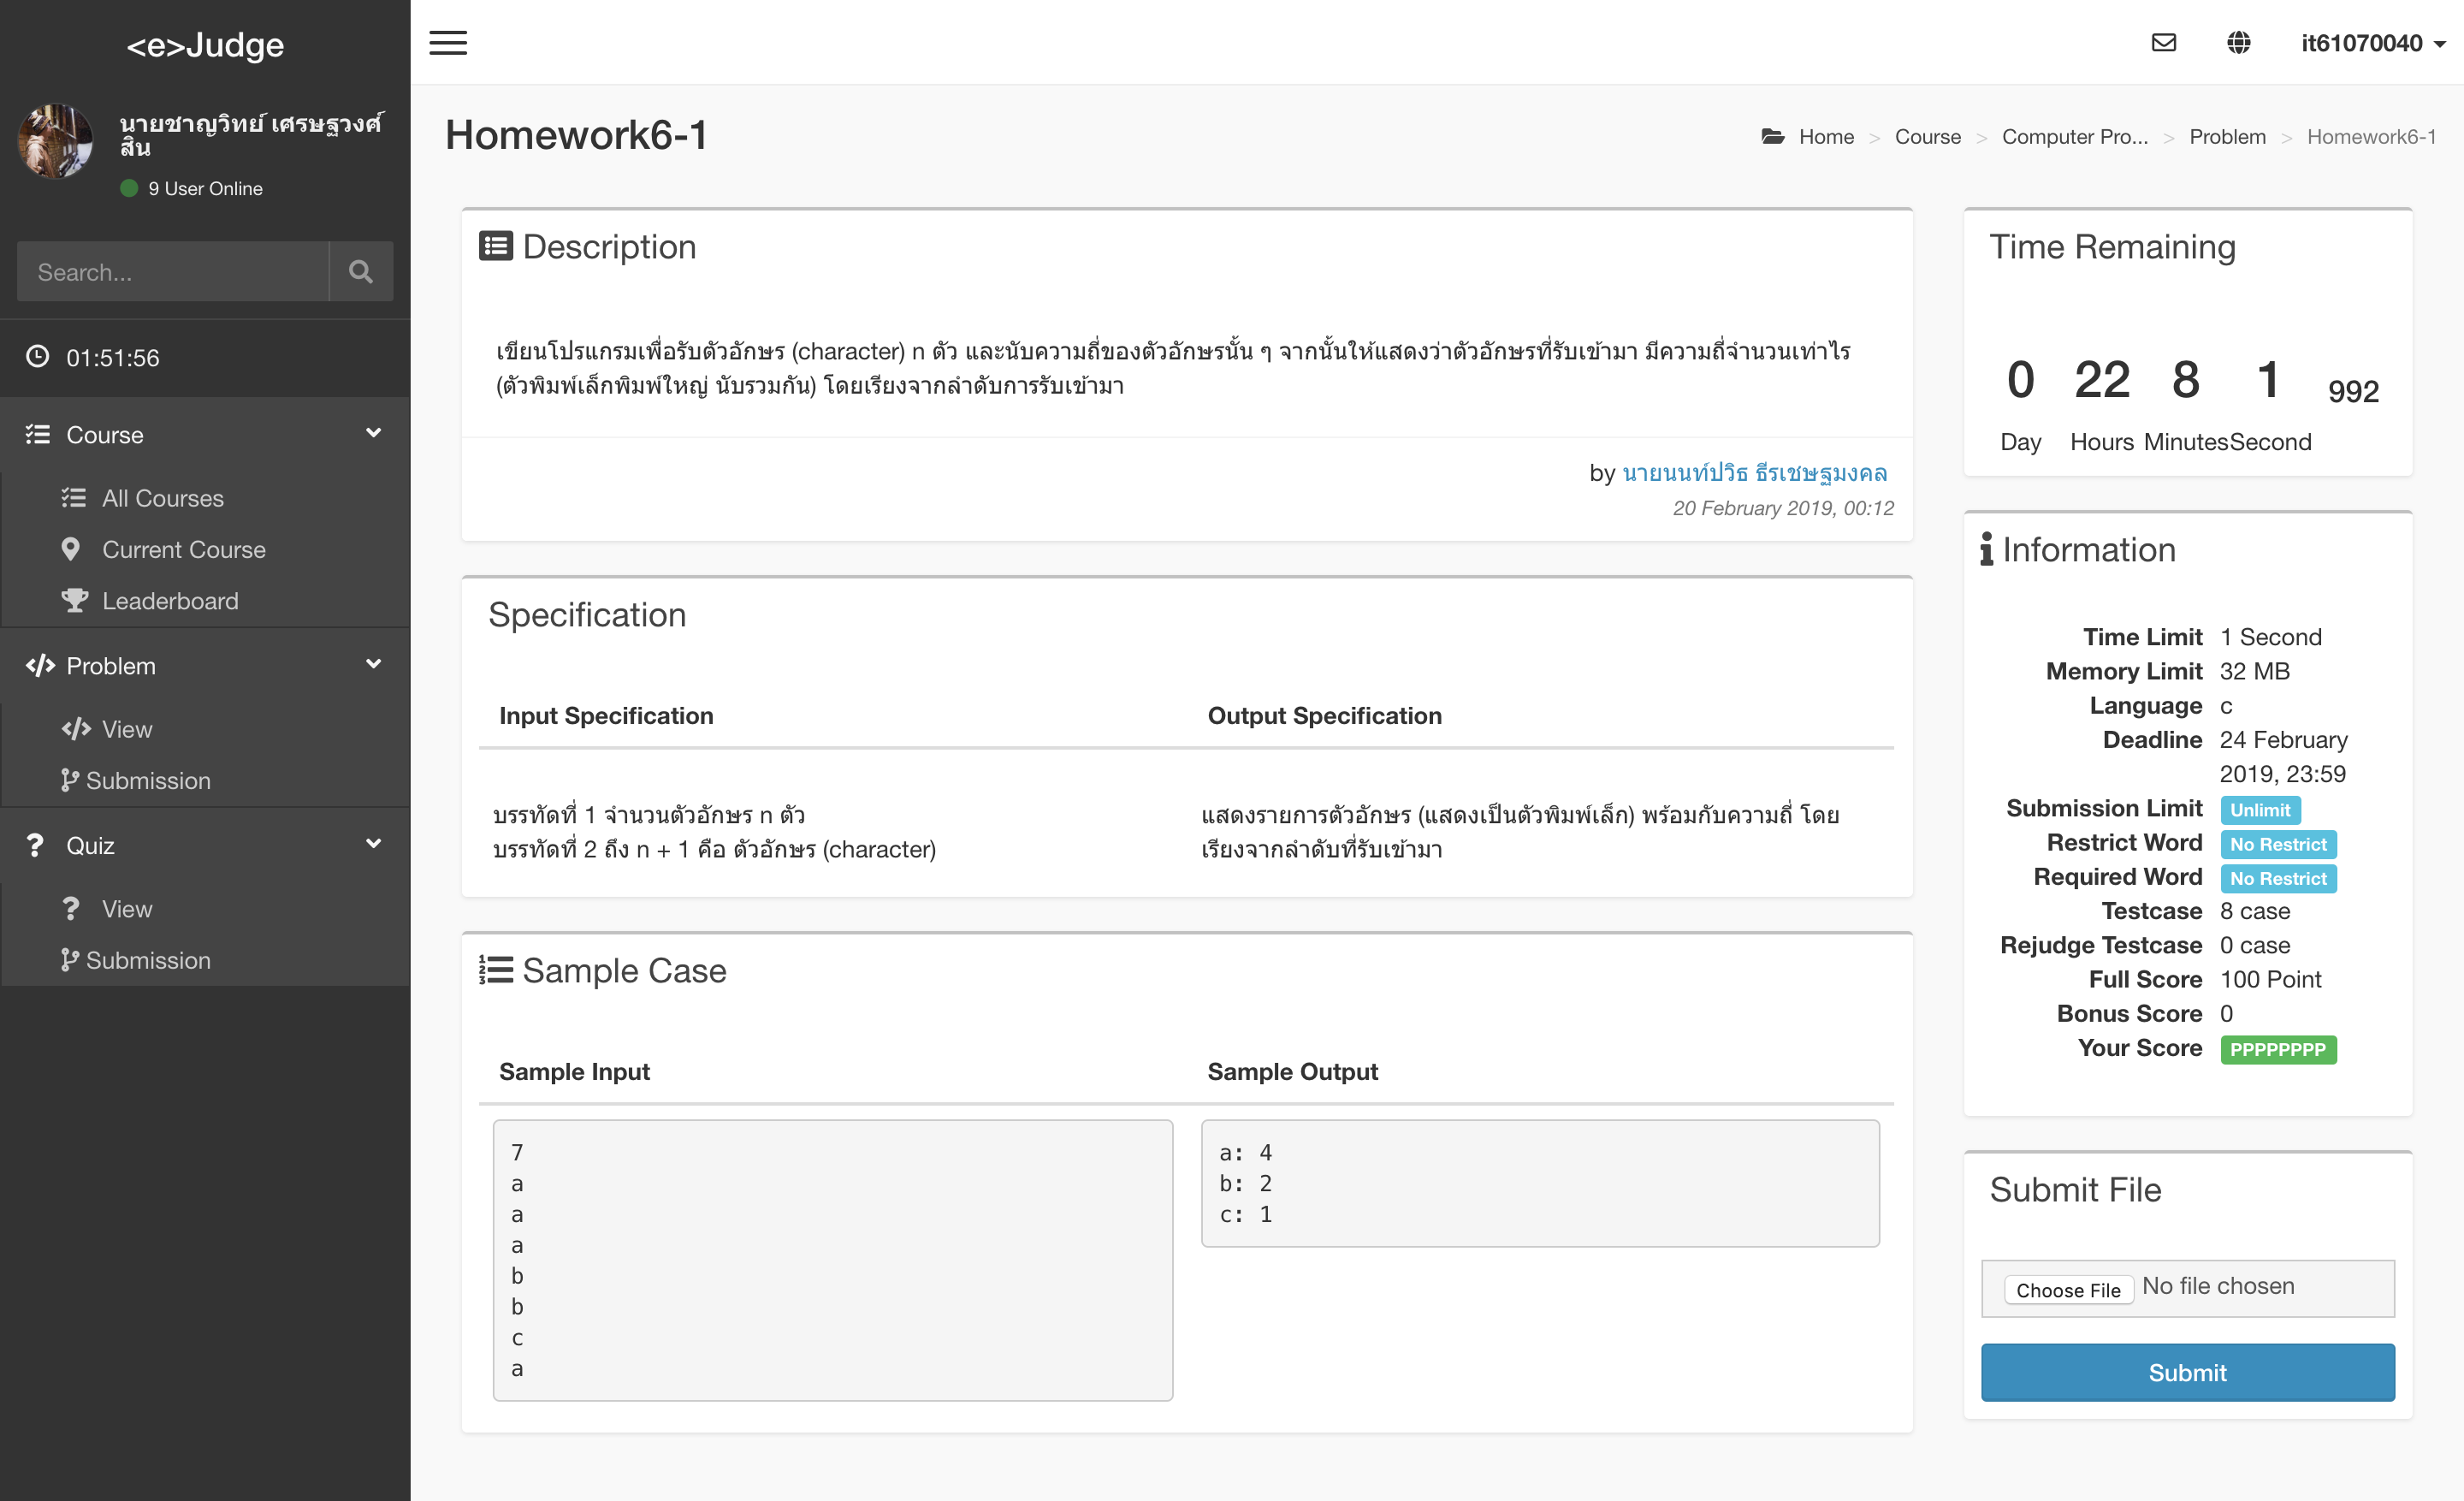 <e>Judge
นายชาญวิทย์ เศรษฐวงศ์
สิน
9 User Online
Search...
01:51:56
Course
All Courses
Current Course
Leaderboard
Problem
View
Submission
Quiz
View
Submission
it61070040
Homework6-1
Home > Course > Computer Pro... > Problem > Homework6-1
Description
เขียนโปรแกรมเพื่อรับตัวอักษร (character) n ตัว และนับความถี่ของตัวอักษรนั้น ๆ จากนั้นให้แสดงว่าตัวอักษรที่รับเข้ามา มีความถี่จำนวนเท่าไร
(ตัวพิมพ์เล็กพิมพ์ใหญ่ นับรวมกัน) โดยเรียงจากลำดับการรับเข้ามา
by นายนนท์ปวิธ ธีรเชษฐมงคล
20 February 2019, 00:12
Specification
Input Specification
Output Specification
บรรทัดที่ 1 จำนวนตัวอักษร n ตัว
บรรทัดที่ 2 ถึง n + 1 คือ ตัวอักษร (character)
แสดงรายการตัวอักษร (แสดงเป็นตัวพิมพ์เล็ก) พร้อมกับความถี่ โดย
เรียงจากลำดับที่รับเข้ามา
Sample Case
Sample Input
Sample Output
7
a
a
a
b
b
c
a
a: 4
b: 2
c: 1
Time Remaining
0 22 8 1 992
Day Hours Minutes Second
Information
Time Limit 1 Second
Memory Limit 32 MB
Language c
Deadline 24 February
2019, 23:59
Submission Limit Unlimit
Restrict Word No Restrict
Required Word No Restrict
Testcase 8 case
Rejudge Testcase 0 case
Full Score 100 Point
Bonus Score 0
Your Score PPPPPPPP
Submit File
Choose File No file chosen
Submit